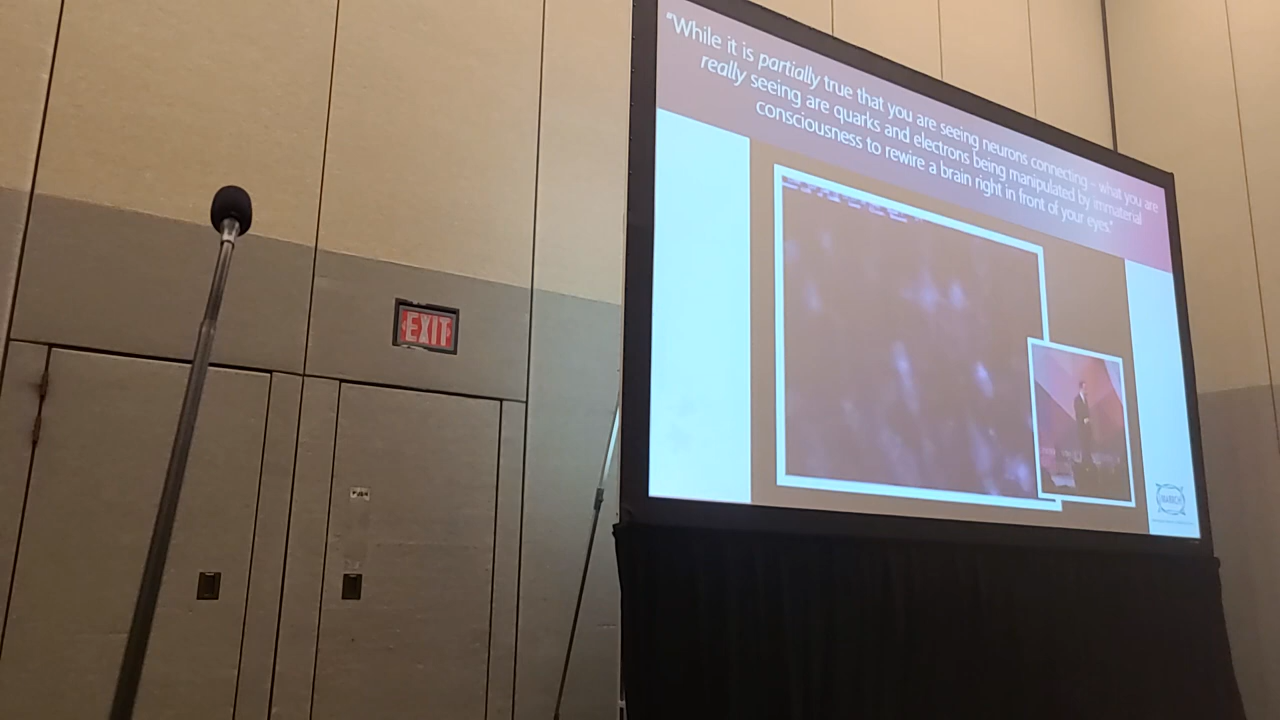 "While it is partially true that you are seeing neurons connecting – what you are
really seeing are quarks and electrons being manipulated by immaterial
consciousness to rewire a brain right in front of your eyes."
EXIT